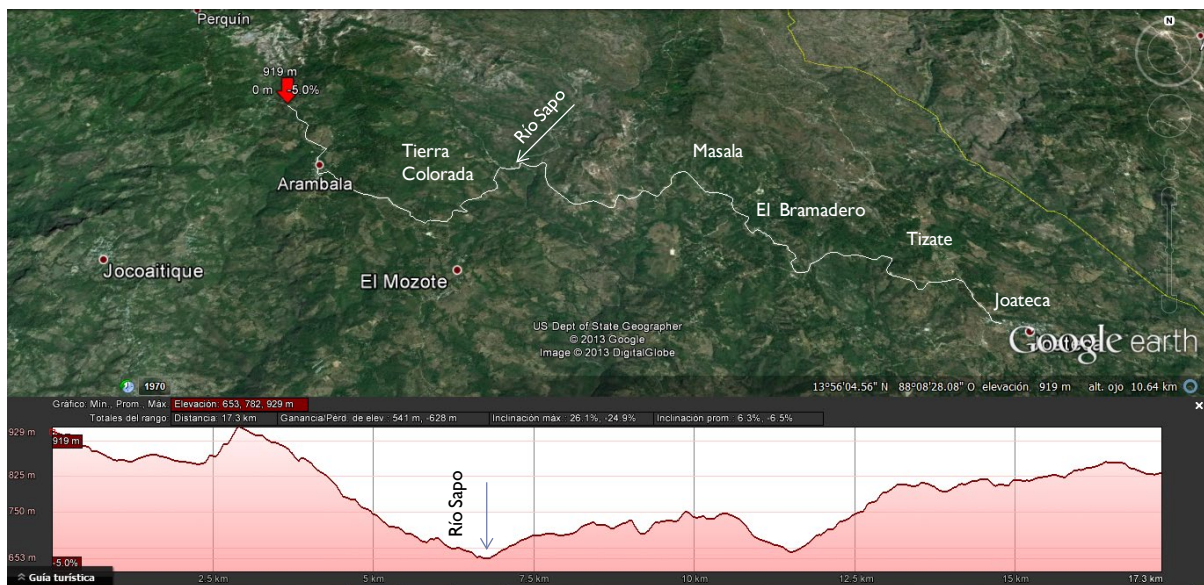 Perquín
N
919 m
0 m -5.0%
Río Sapo
Tierra
Colorada
Masala
Arambala
El Bramadero
Tizate
Jocoaitique
El Mozote
Joateca
US Dept of State Geographer
© 2013 Google
Image © 2013 DigitalGlobe
Google earth
1970
13°56'04.56" N 88°08'28.08" O elevación 919 m alt. ojo 10.64 km
Gráfico: Mín., Prom., Máx. Elevación: 653, 782, 929 m
Totales del rango: Distancia: 17.3 km Ganancia/Pérd. de elev.: 541 m, -628 m Inclinación máx.: 26.1%, -24.9% Inclinación prom.: 6.3%, -6.5%
929 m
919 m
825 m
750 m
Río Sapo
653 m
-5.0%
Guía turística
2.5 km 5 km 7.5 km 10 km 12.5 km 15 km 17.3 km